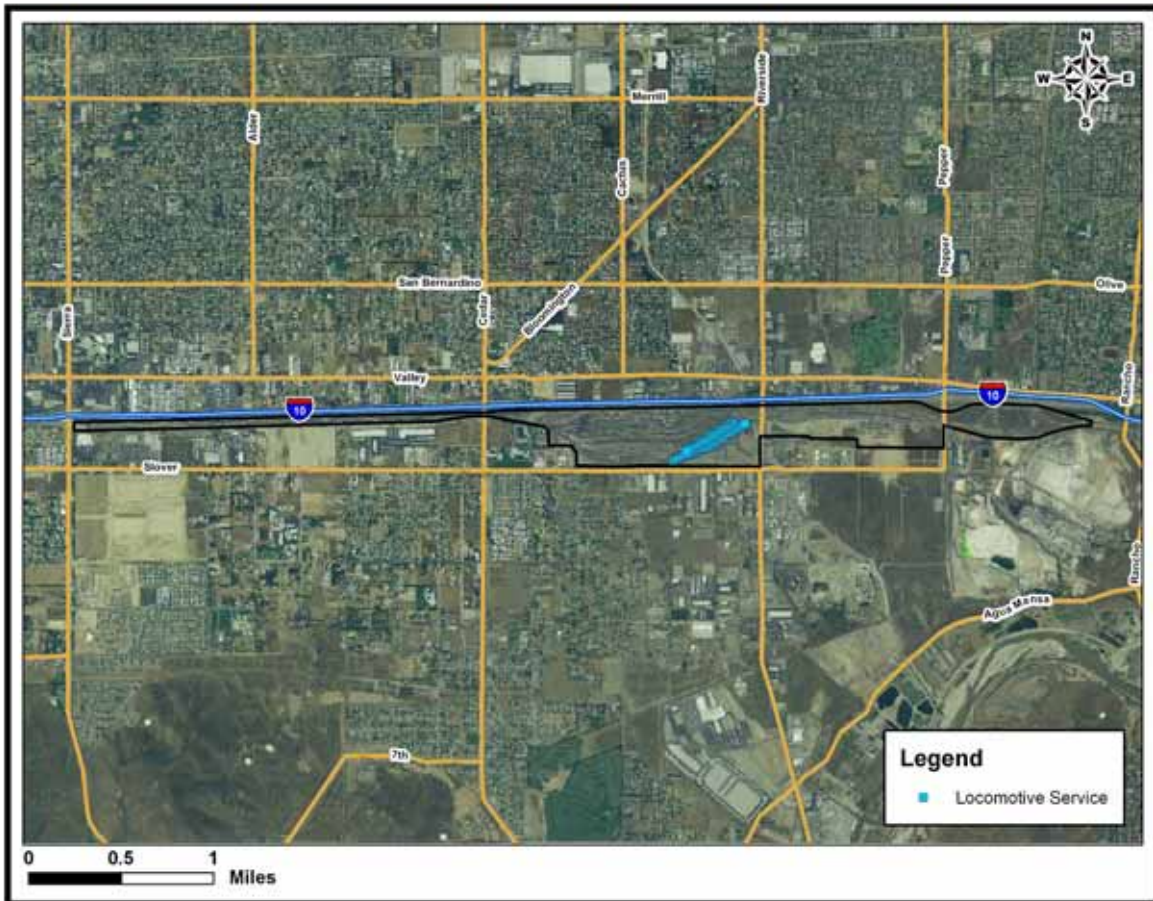 N
W E
S
Merrill
Riverside
Alder
Cactus
Pepper
Pepper
San Bernardino
Olive
Sierra
Cedar
Bloomington
Valley
Rancho
10
10
Slover
Rancho
Agua Mansa
7th
Legend
Locomotive Service
0 0.5 1
Miles